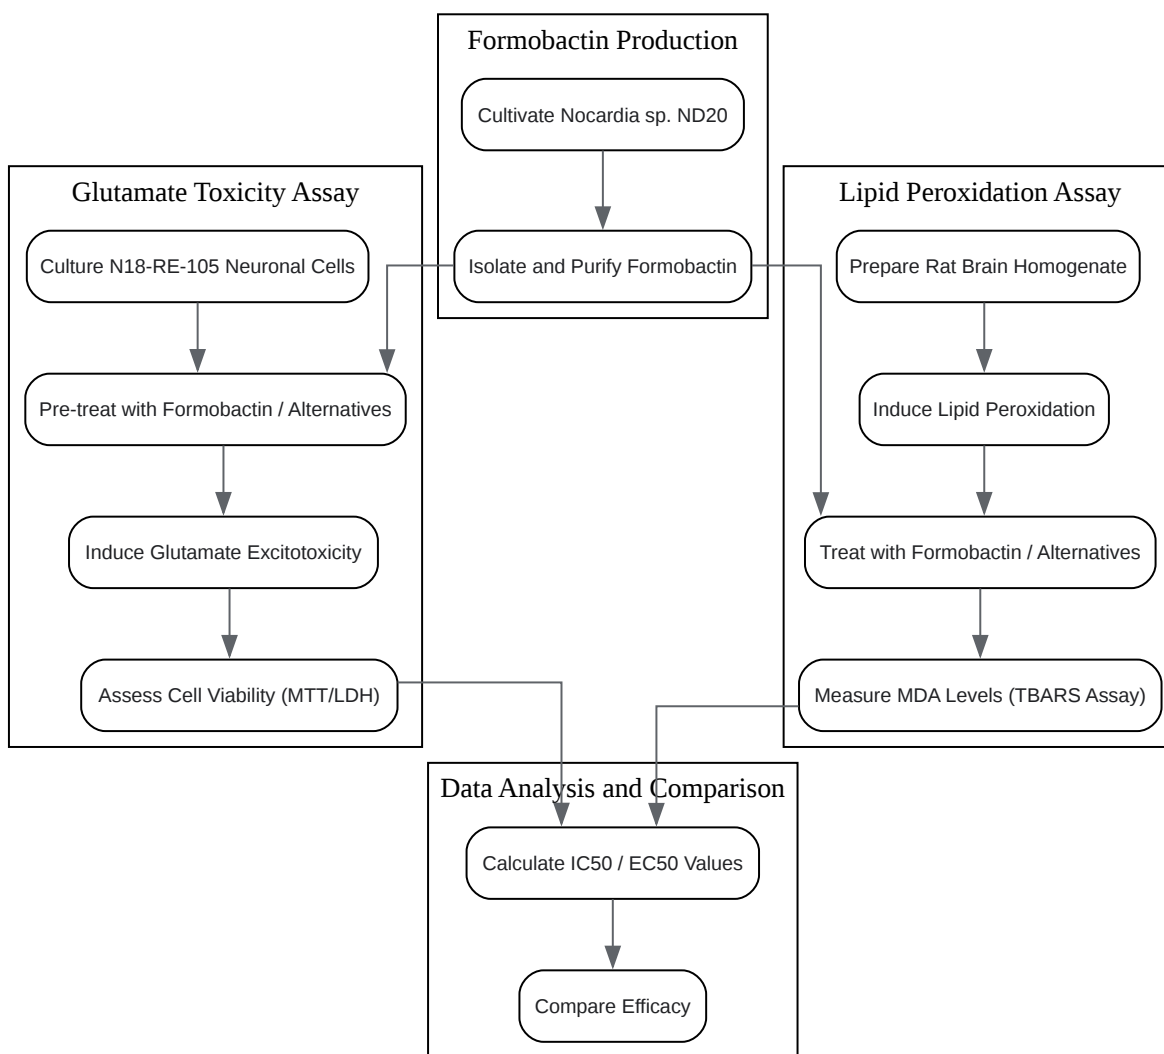 Formobactin Production
Cultivate Nocardia sp. ND20
Isolate and Purify Formobactin
Glutamate Toxicity Assay
Culture N18-RE-105 Neuronal Cells
Pre-treat with Formobactin / Alternatives
Induce Glutamate Excitotoxicity
Assess Cell Viability (MTT/LDH)
Lipid Peroxidation Assay
Prepare Rat Brain Homogenate
Induce Lipid Peroxidation
Treat with Formobactin / Alternatives
Measure MDA Levels (TBARS Assay)
Data Analysis and Comparison
Calculate IC50 / EC50 Values
Compare Efficacy